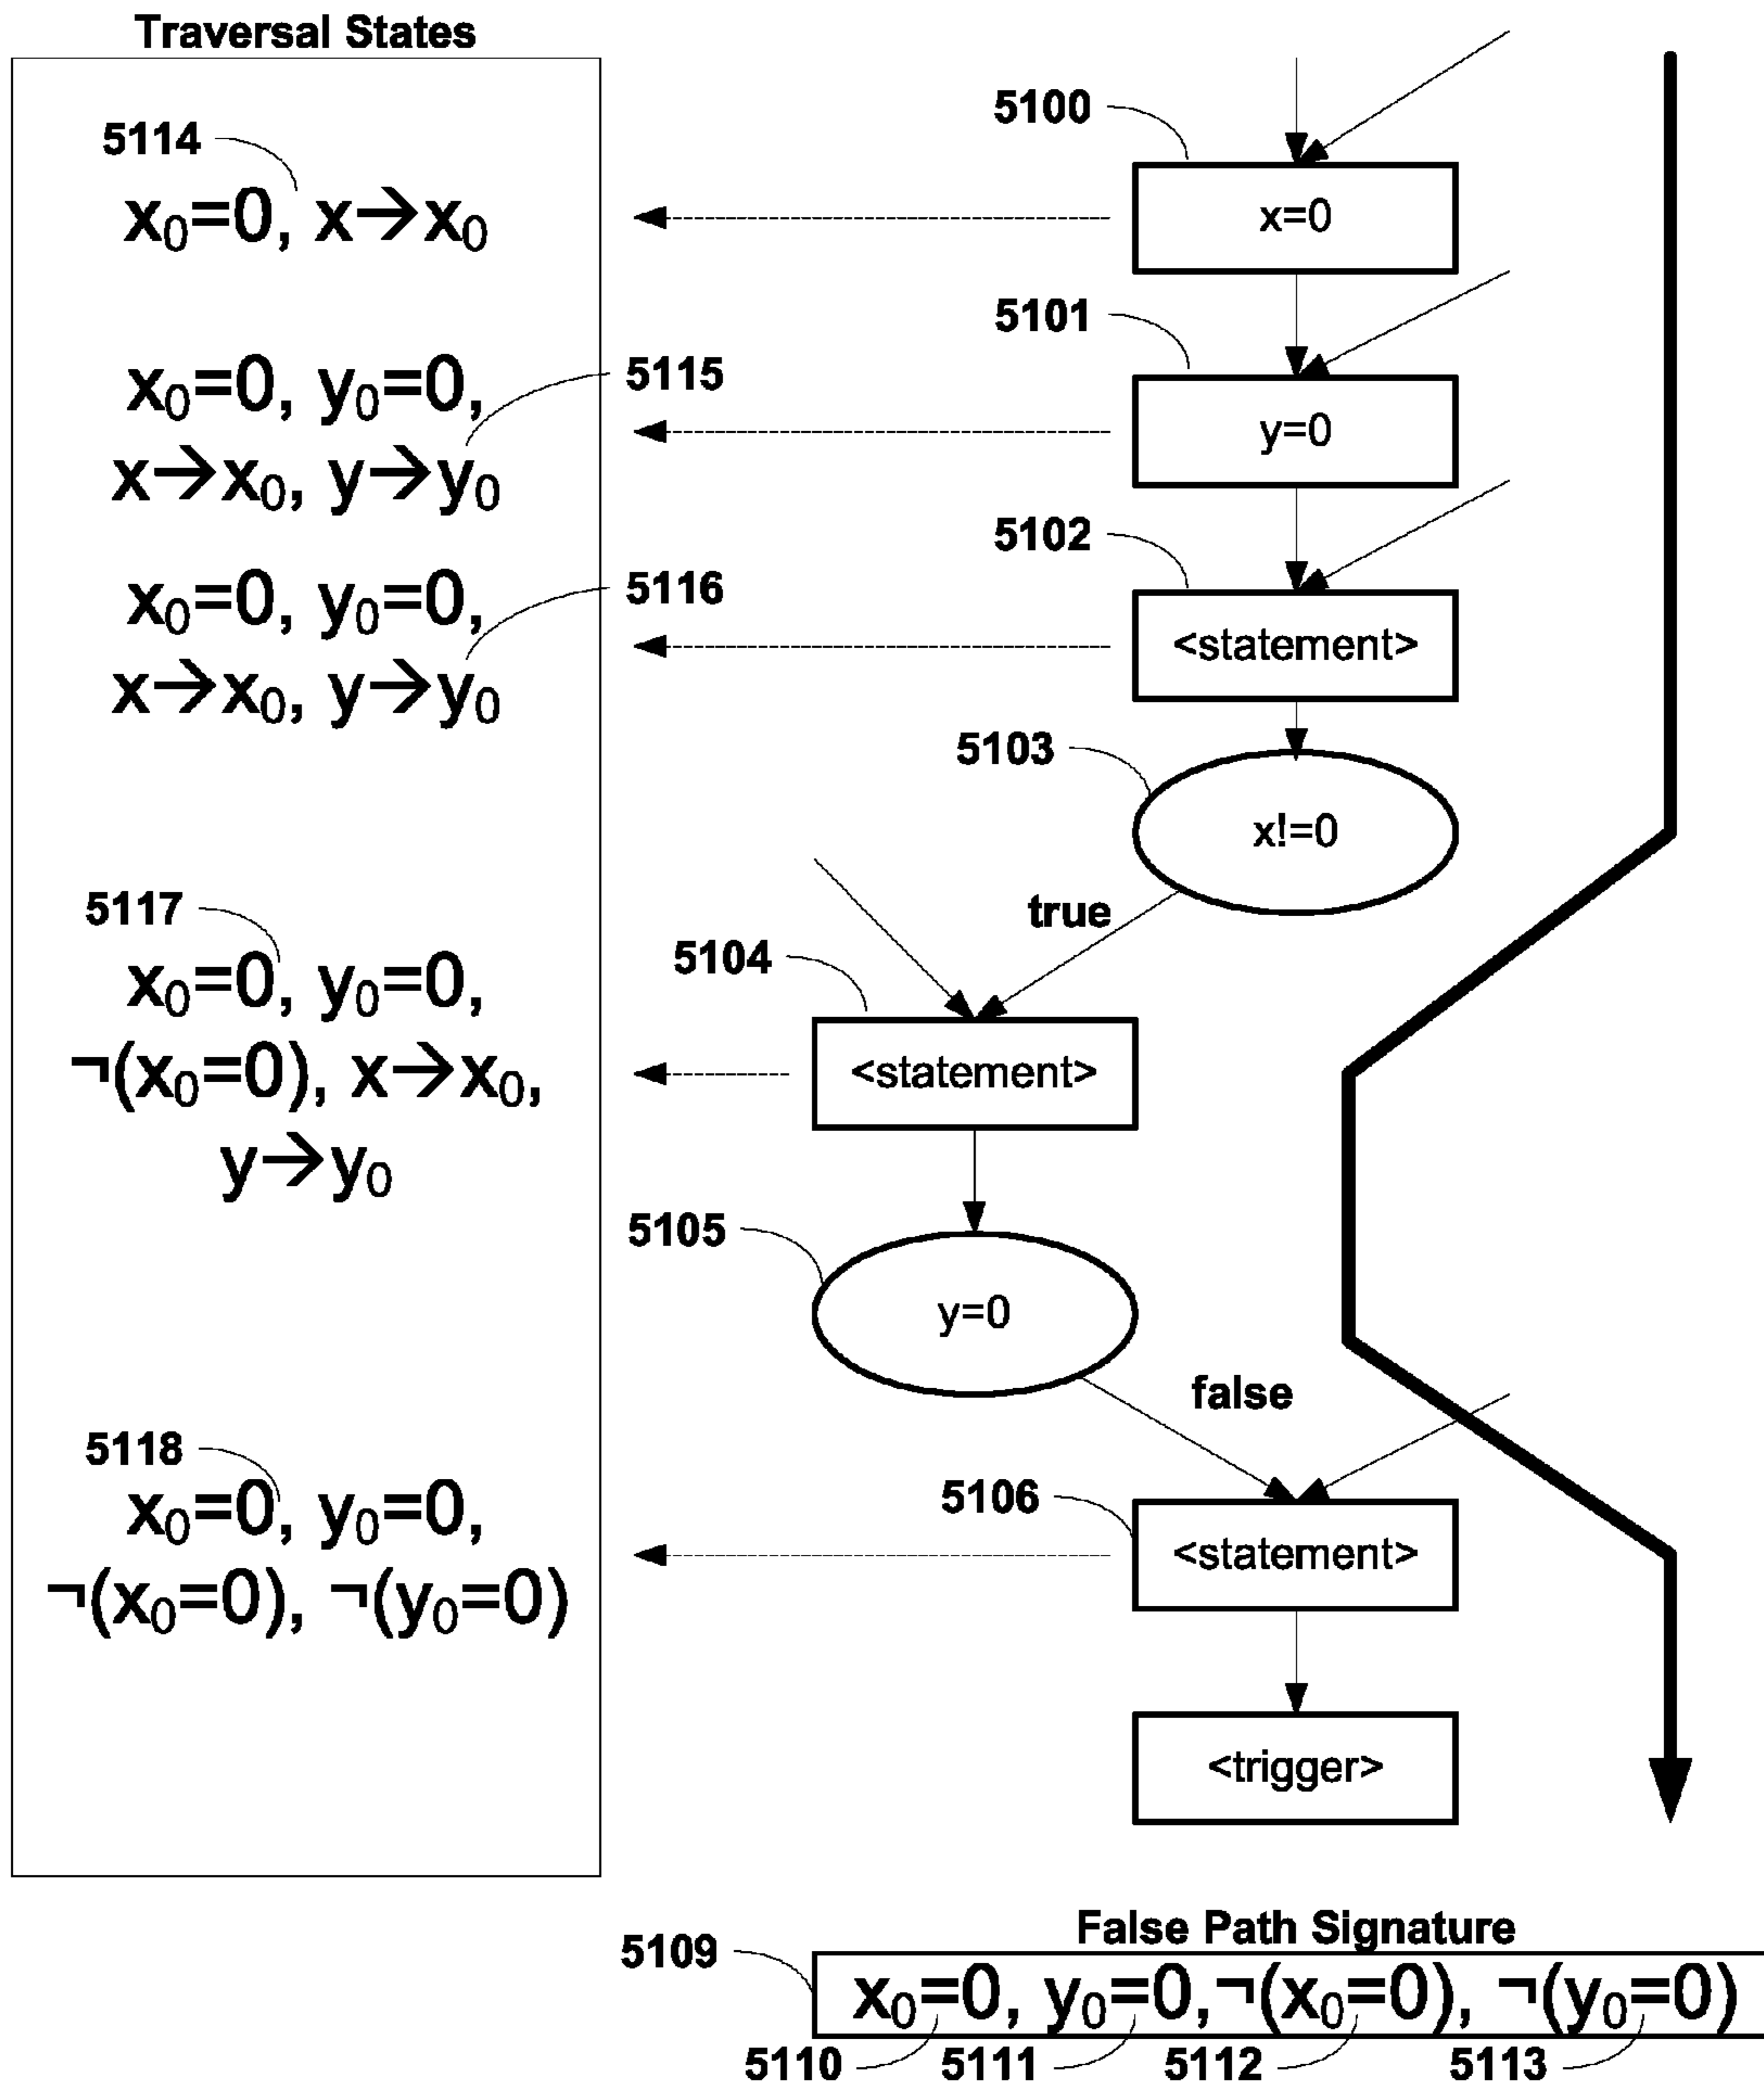 Traversal States
5100
5114
x=0
x₀=0, x→x₀
5101
x₀=0, y₀=0,
5115
y=0
x→x₀, y→y₀
5102
x₀=0, y₀=0,
5116
<statement>
x→x₀, y→y₀
5103
x!=0
5117
true
x₀=0, y₀=0,
5104
¬(x₀=0), x→x₀,
<statement>
y→y₀
5105
y=0
false
5118
x₀=0, y₀=0,
5106
<statement>
¬(x₀=0), ¬(y₀=0)
<trigger>
False Path Signature
5109
x₀=0, y₀=0,¬(x₀=0), ¬(y₀=0)
5110 5111 5112 5113